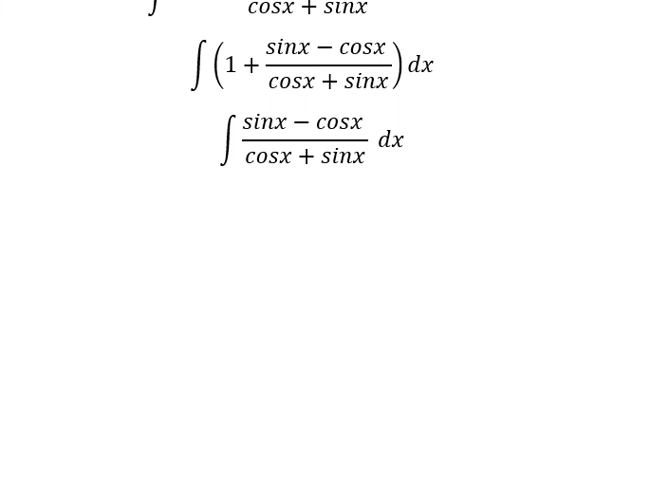 ∫ cosx + sinx
∫ (1 + (sinx − cosx)/(cosx + sinx)) dx
∫ (sinx − cosx)/(cosx + sinx) dx